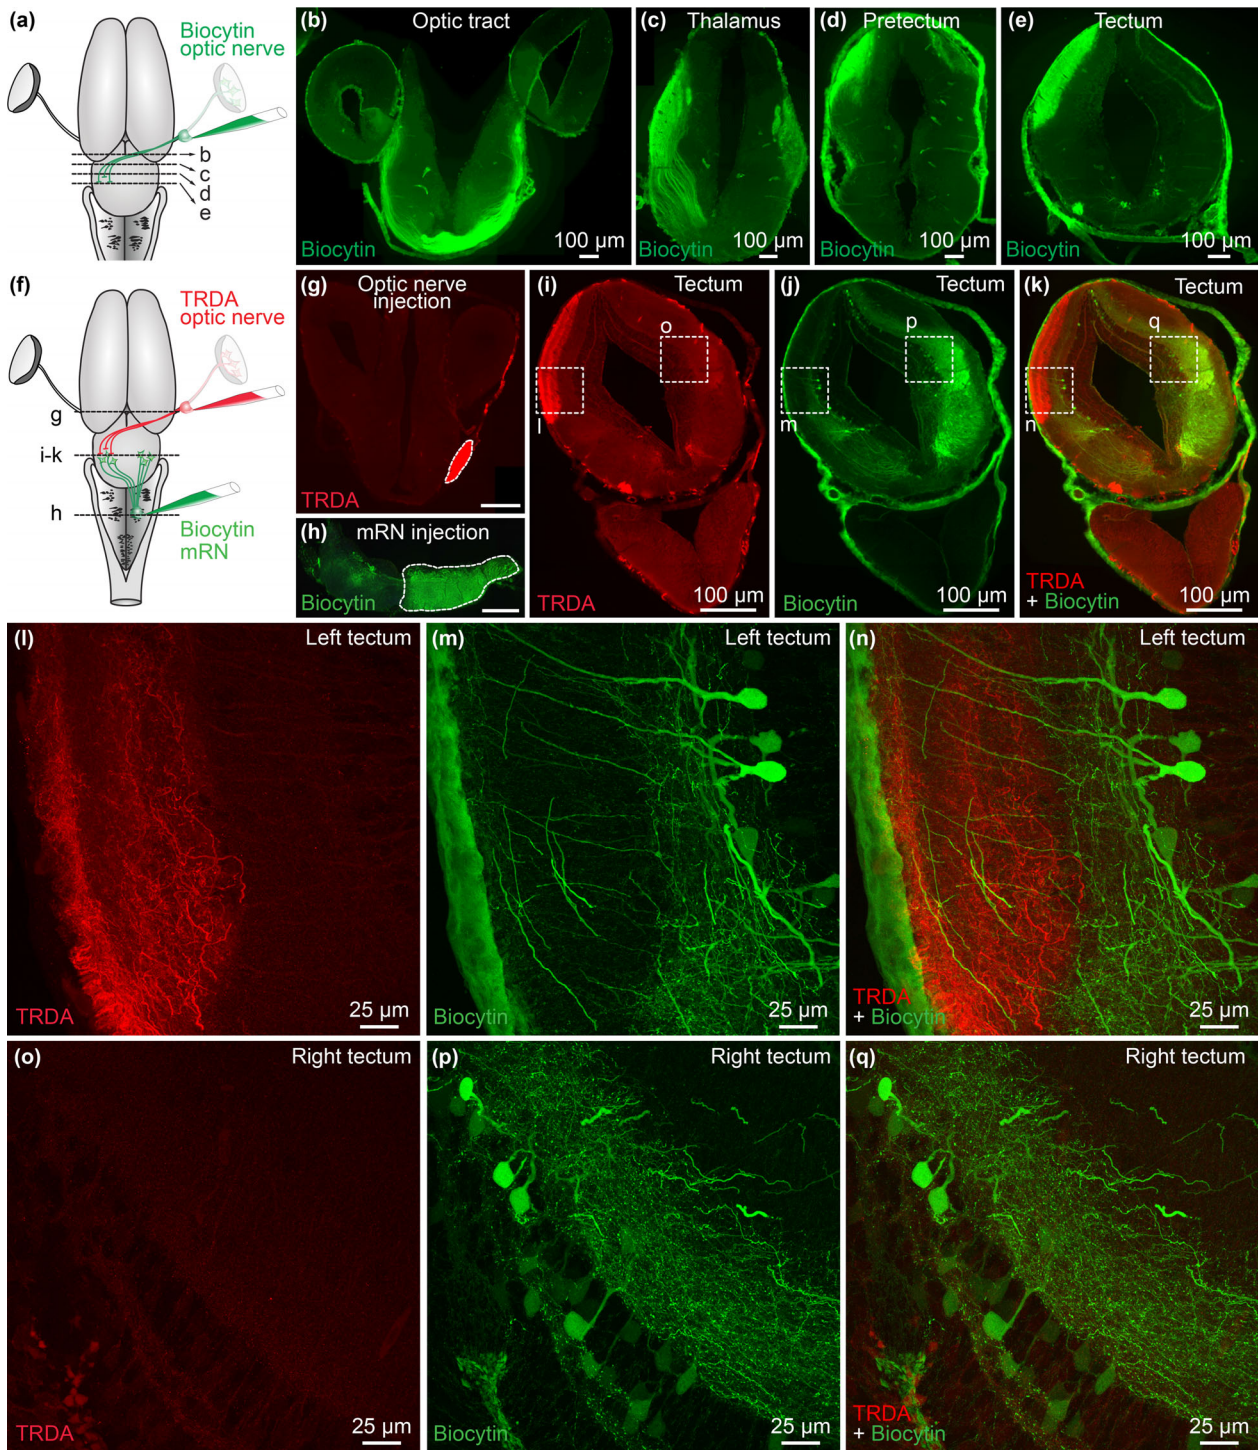 (a)
Biocytin
optic nerve
b
c
d
e
(b)
Optic tract
Biocytin
100 µm
(c)
Thalamus
Biocytin
100 µm
(d)
Pretectum
Biocytin
100 µm
(e)
Tectum
Biocytin
100 µm
(f)
TRDA
optic nerve
g
i-k
h
Biocytin
mRN
(g)
Optic nerve
injection
TRDA
(h)
mRN injection
Biocytin
(i)
Tectum
o
l
TRDA
100 µm
(j)
Tectum
p
m
Biocytin
100 µm
(k)
Tectum
q
n
TRDA
+ Biocytin
100 µm
(l)
Left tectum
TRDA
25 µm
(m)
Left tectum
Biocytin
25 µm
(n)
Left tectum
TRDA
+ Biocytin
25 µm
(o)
Right tectum
TRDA
25 µm
(p)
Right tectum
Biocytin
25 µm
(q)
Right tectum
TRDA
+ Biocytin
25 µm